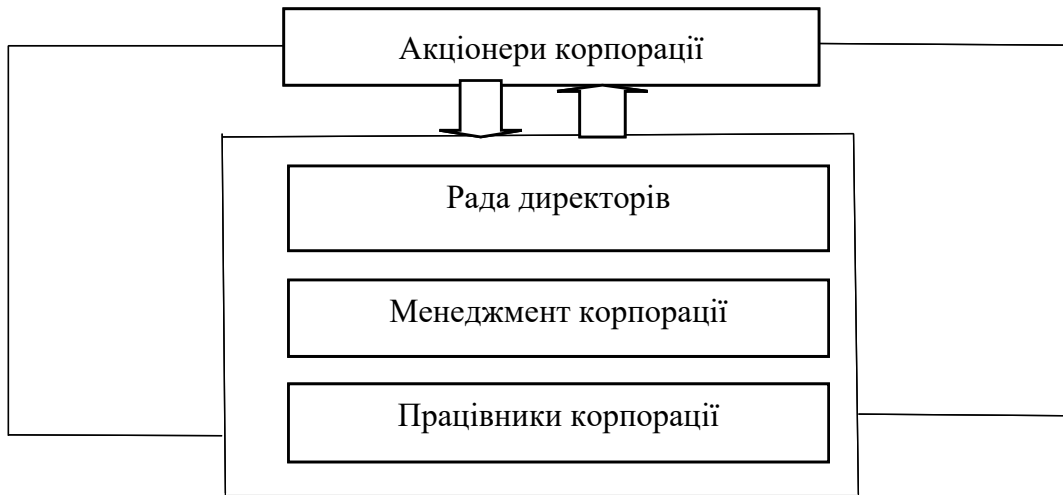 Акціонери корпорації
Рада директорів
Менеджмент корпорації
Працівники корпорації